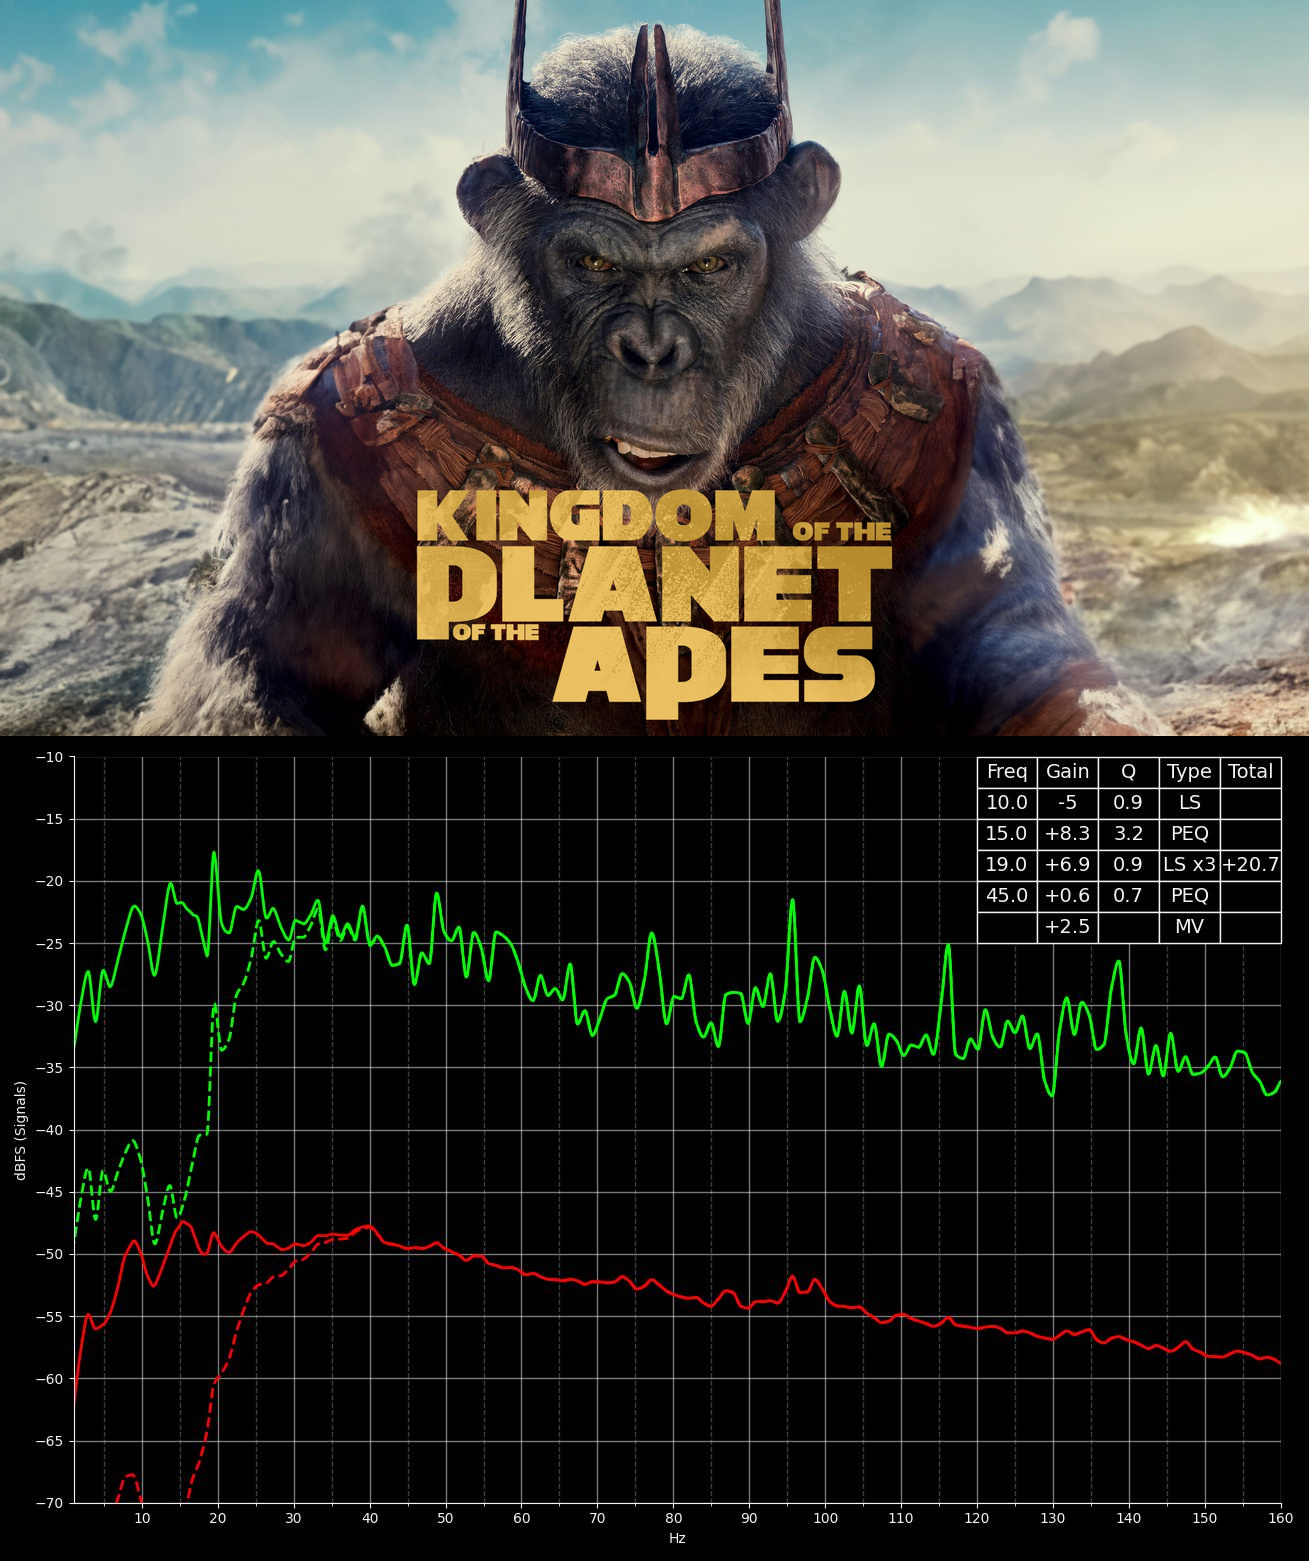 KINGDOM OF THE
PLANET
OF THE
APES
Freq Gain Q Type Total
10.0 -5 0.9 LS
15.0 +8.3 3.2 PEQ
19.0 +6.9 0.9 LS x3 +20.7
45.0 +0.6 0.7 PEQ
+2.5 MV
−10
−15
−20
−25
−30
−35
−40
−45
−50
−55
−60
−65
−70
dBFS (Signals)
10 20 30 40 50 60 70 80 90 100 110 120 130 140 150 160
Hz